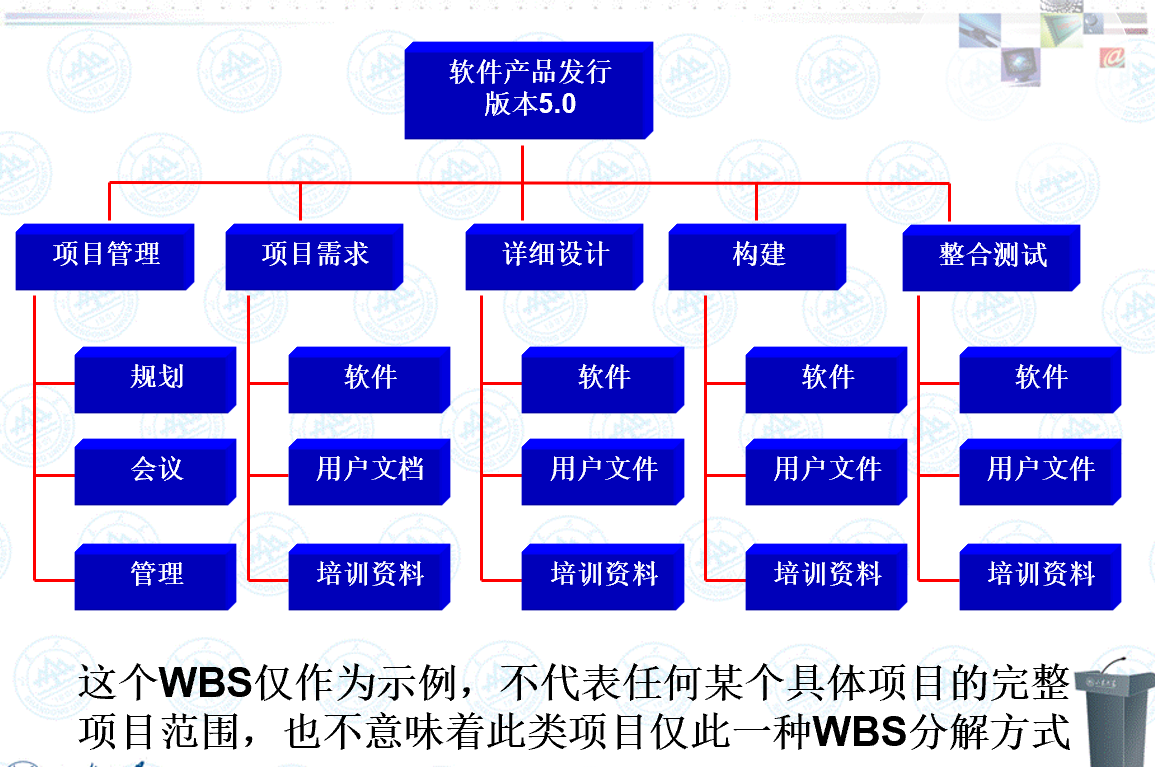 软件产品发行
版本5.0
项目管理
项目需求
详细设计
构建
整合测试
规划
软件
软件
软件
软件
会议
用户文档
用户文件
用户文件
用户文件
管理
培训资料
培训资料
培训资料
培训资料
这个WBS仅作为示例，不代表任何某个具体项目的完整
项目范围，也不意味着此类项目仅此一种WBS分解方式